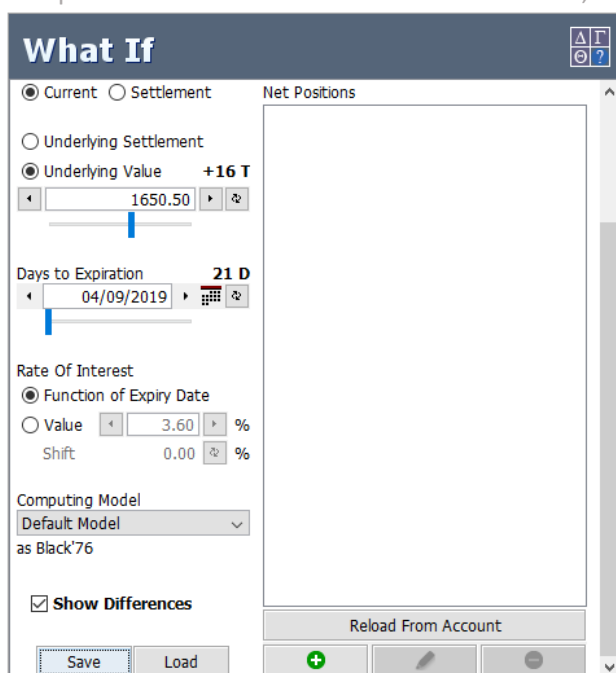 What If
Δ Γ
Θ ?
Current Settlement
Net Positions
Underlying Settlement
Underlying Value +16 T
1650.50
Days to Expiration 21 D
04/09/2019
Rate Of Interest
Function of Expiry Date
Value 3.60 %
Shift 0.00 %
Computing Model
Default Model
as Black'76
Show Differences
Reload From Account
Save Load